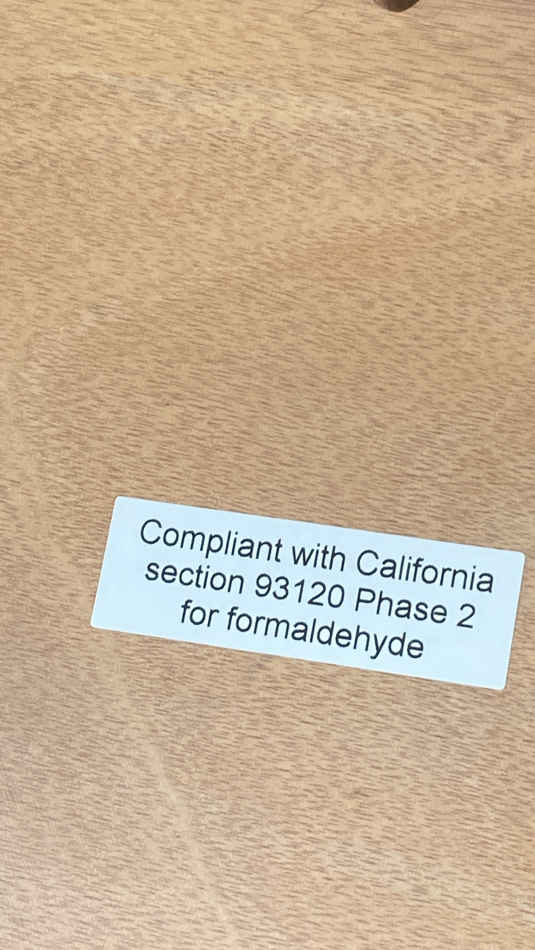 Compliant with California
section 93120 Phase 2
for formaldehyde